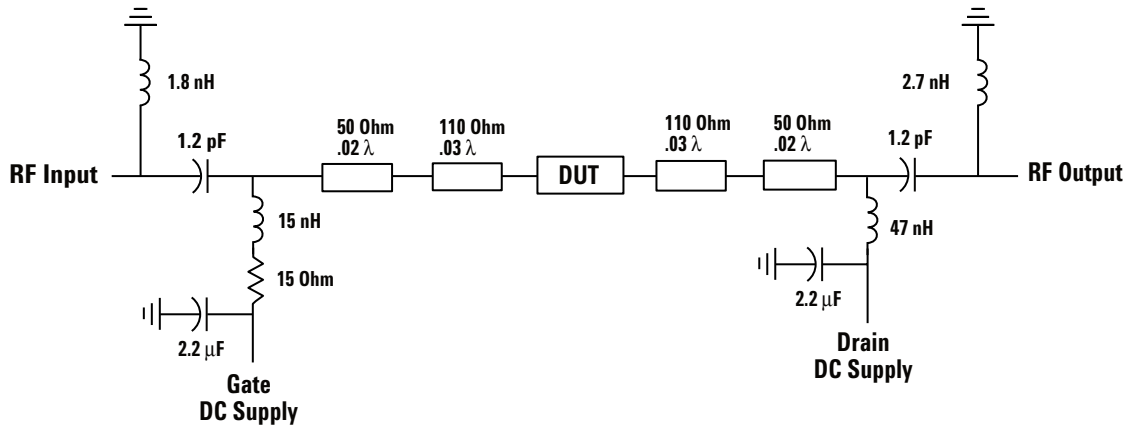 1.8 nH
2.7 nH
1.2 pF
50 Ohm
.02 λ
110 Ohm
.03 λ
110 Ohm
.03 λ
50 Ohm
.02 λ
1.2 pF
RF Input
DUT
RF Output
15 nH
47 nH
15 Ohm
2.2 μF
2.2 μF
Gate
DC Supply
Drain
DC Supply